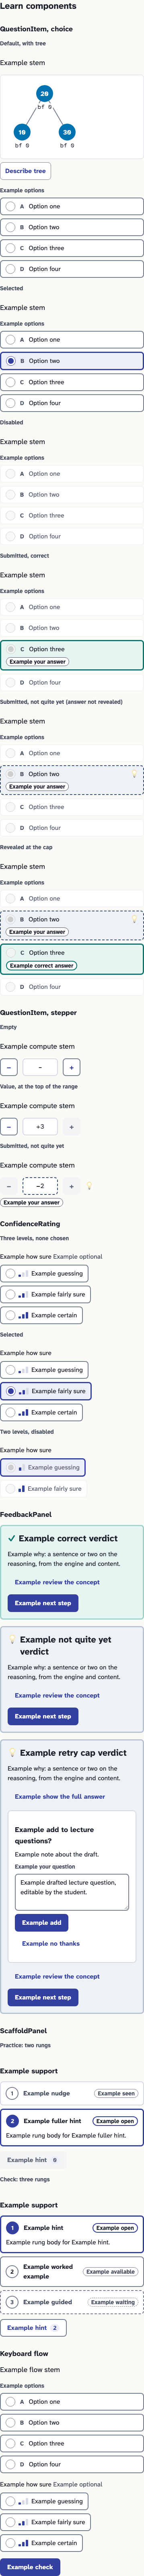 Learn components
QuestionItem, choice
Default, with tree
Example stem
20
bf 0
10
30
bf 0
bf 0
Describe tree
Example options
A Option one
B Option two
C Option three
D Option four
Selected
Example stem
Example options
A Option one
B Option two
C Option three
D Option four
Disabled
Example stem
Example options
A Option one
B Option two
C Option three
D Option four
Submitted, correct
Example stem
Example options
A Option one
B Option two
C Option three
Example your answer
D Option four
Submitted, not quite yet (answer not revealed)
Example stem
Example options
A Option one
B Option two
Example your answer
C Option three
D Option four
Revealed at the cap
Example stem
Example options
A Option one
B Option two
Example your answer
C Option three
Example correct answer
D Option four
QuestionItem, stepper
Empty
Example compute stem
− – +
Value, at the top of the range
Example compute stem
− +3 +
Submitted, not quite yet
Example compute stem
− −2 +
Example your answer
ConfidenceRating
Three levels, none chosen
Example how sure Example optional
Example guessing
Example fairly sure
Example certain
Selected
Example how sure
Example guessing
Example fairly sure
Example certain
Two levels, disabled
Example how sure
Example guessing
Example fairly sure
FeedbackPanel
Example correct verdict
Example why: a sentence or two on the
reasoning, from the engine and content.
Example review the concept
Example next step
Example not quite yet
verdict
Example why: a sentence or two on the
reasoning, from the engine and content.
Example review the concept
Example next step
Example retry cap verdict
Example why: a sentence or two on the
reasoning, from the engine and content.
Example show the full answer
Example add to lecture
questions?
Example note about the draft.
Example your question
Example drafted lecture question,
editable by the student.
Example add
Example no thanks
Example review the concept
Example next step
ScaffoldPanel
Practice: two rungs
Example support
1 Example nudge Example seen
2 Example fuller hint Example open
Example rung body for Example fuller hint.
Example hint 0
Check: three rungs
Example support
1 Example hint Example open
Example rung body for Example hint.
2 Example worked
example Example available
3 Example guided Example waiting
Example hint 2
Keyboard flow
Example flow stem
Example options
A Option one
B Option two
C Option three
D Option four
Example how sure Example optional
Example guessing
Example fairly sure
Example certain
Example check